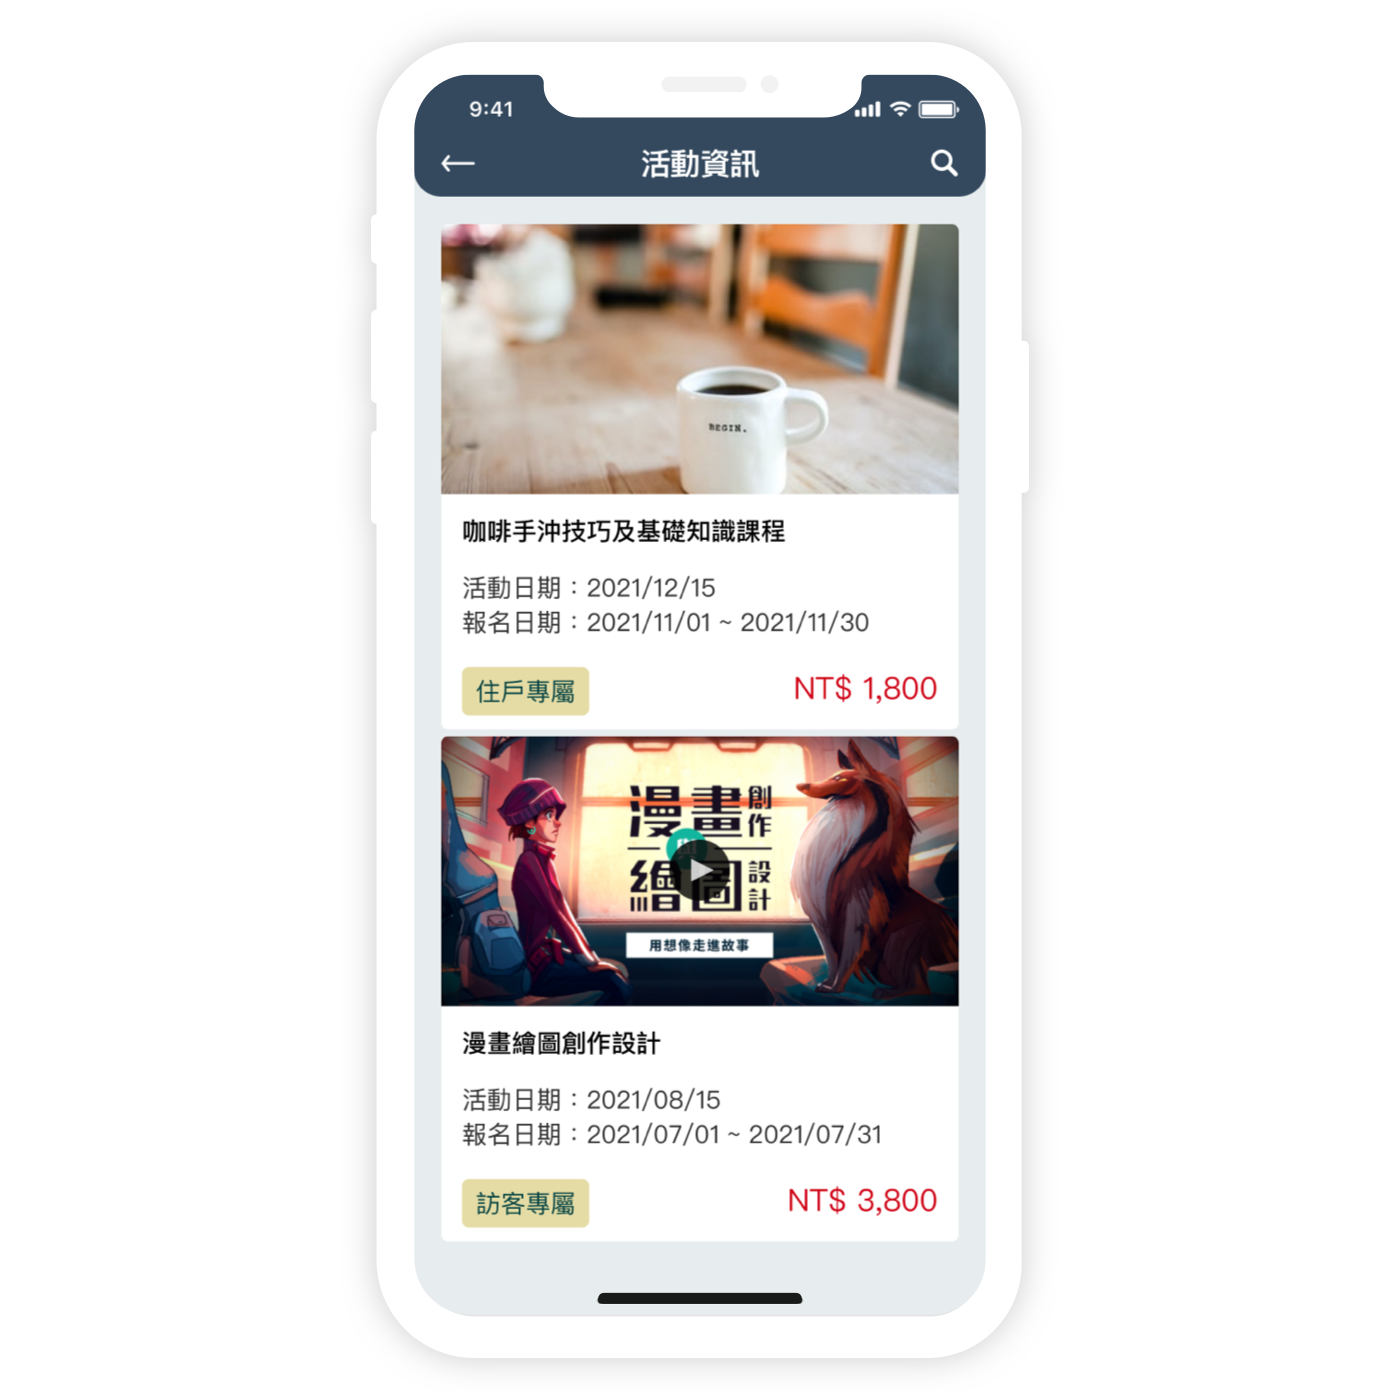 9:41
活動資訊
BEGIN.
咖啡手沖技巧及基礎知識課程
活動日期：2021/12/15
報名日期：2021/11/01 ~ 2021/11/30
住戶專屬
NT$ 1,800
漫畫創作
繪圖設計
用想像走進故事
漫畫繪圖創作設計
活動日期：2021/08/15
報名日期：2021/07/01 ~ 2021/07/31
訪客專屬
NT$ 3,800